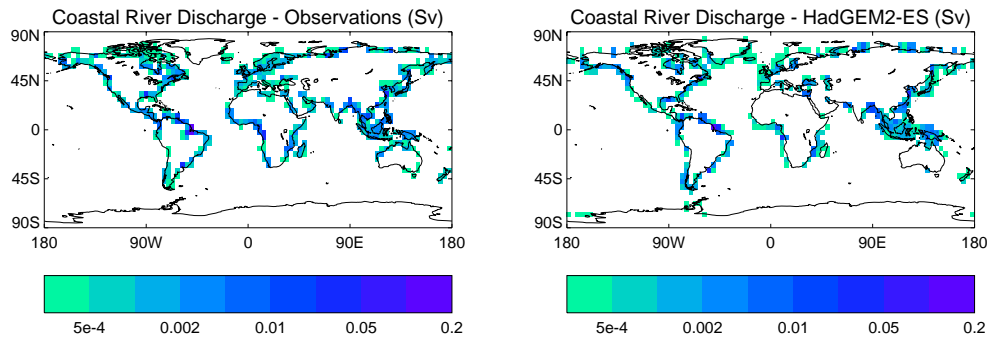 Coastal River Discharge - Observations (Sv)
90N
45N
0
45S
90S
180 90W 0 90E 180
5e-4 0.002 0.01 0.05 0.2
Coastal River Discharge - HadGEM2-ES (Sv)
90N
45N
0
45S
90S
180 90W 0 90E 180
5e-4 0.002 0.01 0.05 0.2